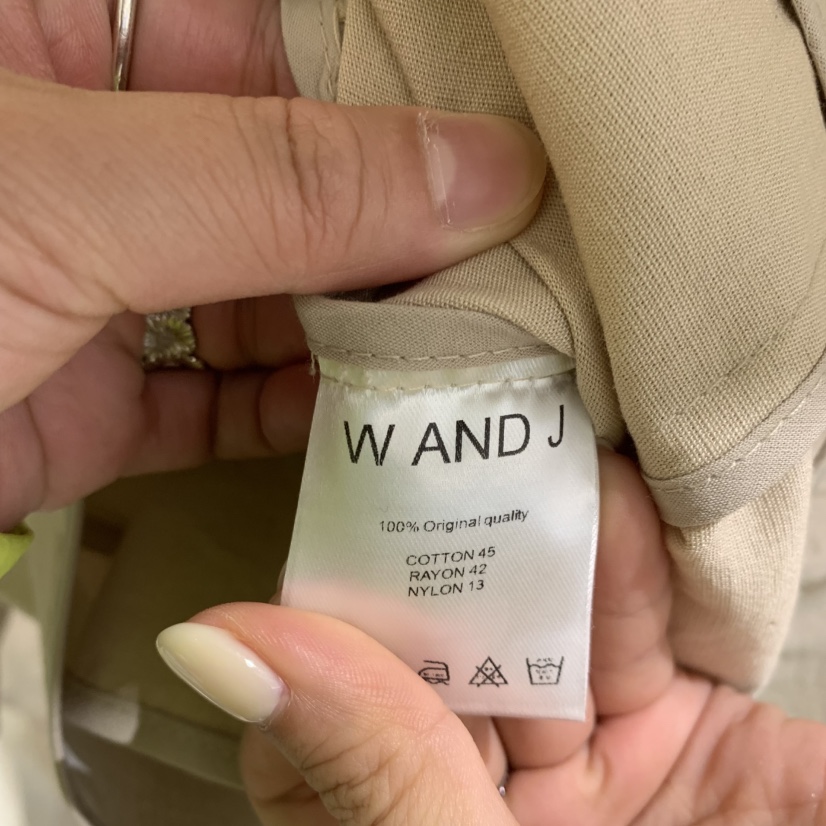 W AND J
100% Original quality
COTTON 45
RAYON 42
NYLON 13